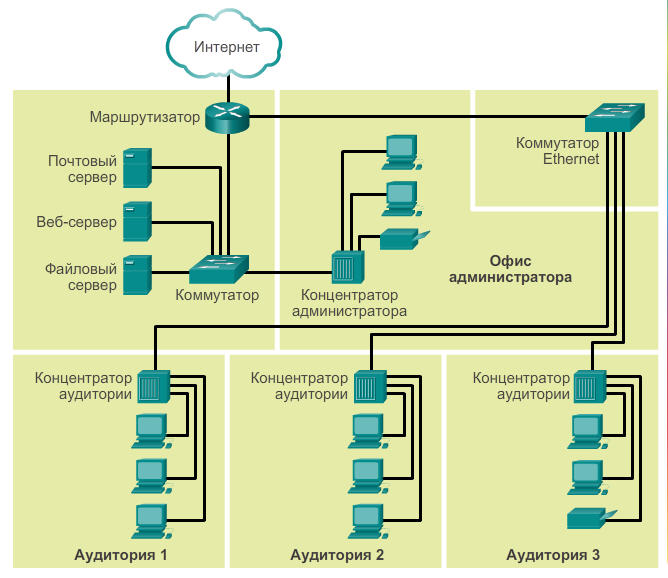 Интернет
Маршрутизатор
Коммутатор
Ethernet
Почтовый
сервер
Веб-сервер
Файловый
сервер
Коммутатор
Концентратор
администратора
Офис
администратора
Концентратор
аудитории
Концентратор
аудитории
Концентратор
аудитории
Аудитория 1
Аудитория 2
Аудитория 3